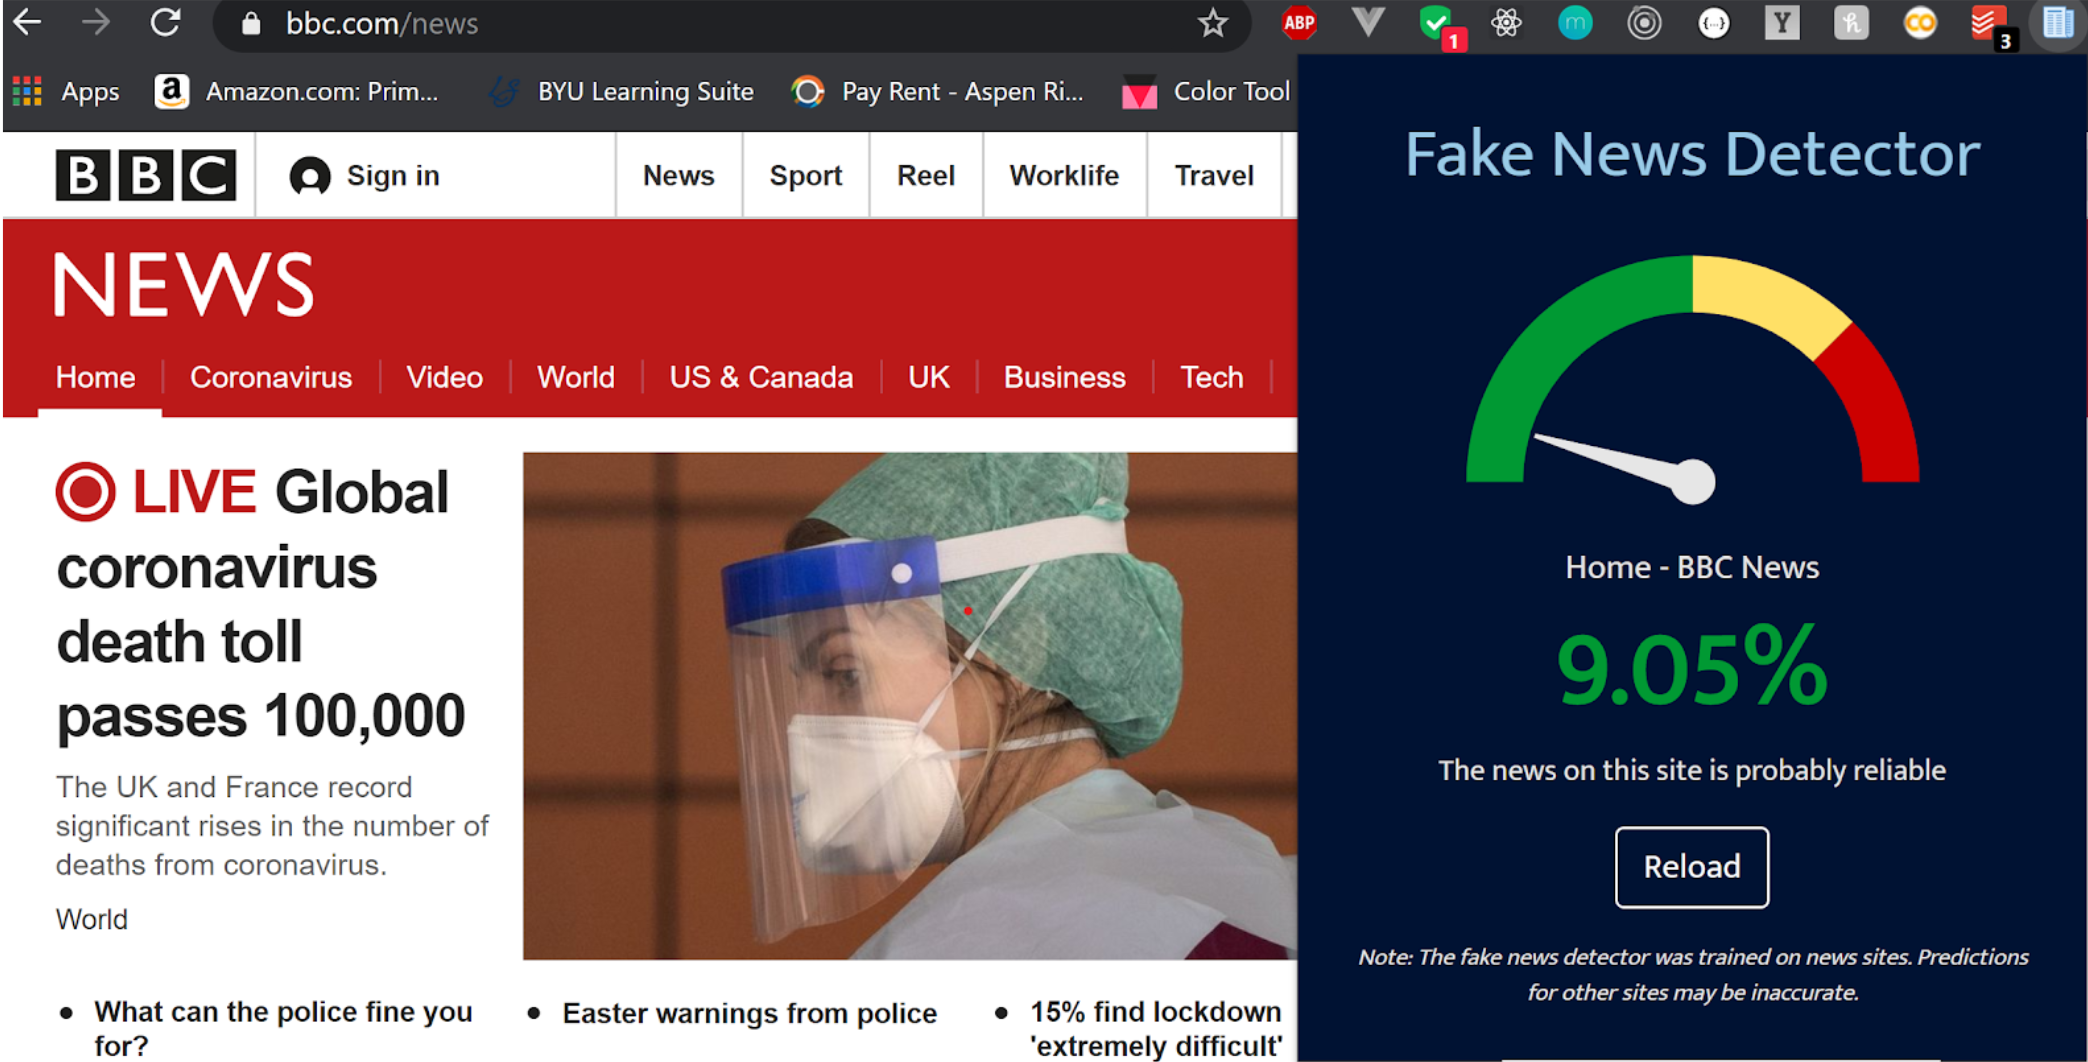 bbc.com/news
ABP
1
m
{...}
Y
h
3
Apps
a
Amazon.com: Prim...
LS
BYU Learning Suite
Pay Rent - Aspen Ri...
Color Tool
BBC
Sign in
News
Sport
Reel
Worklife
Travel
NEWS
Home
Coronavirus
Video
World
US & Canada
UK
Business
Tech
LIVE Global
coronavirus
death toll
passes 100,000
The UK and France record
significant rises in the number of
deaths from coronavirus.
World
What can the police fine you
for?
Easter warnings from police
15% find lockdown
'extremely difficult'
Fake News Detector
Home - BBC News
9.05%
The news on this site is probably reliable
Reload
Note: The fake news detector was trained on news sites. Predictions
for other sites may be inaccurate.